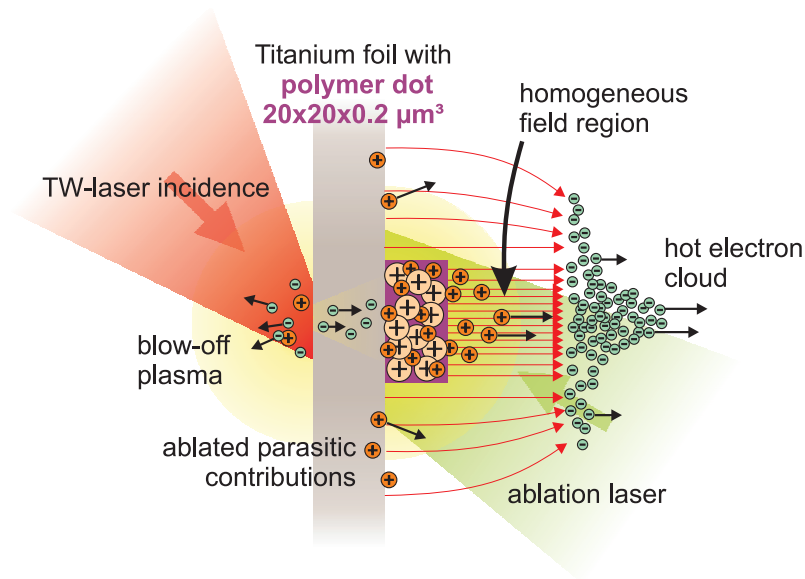 Titanium foil with
polymer dot
20x20x0.2 µm³
homogeneous
field region
TW-laser incidence
hot electron
cloud
blow-off
plasma
ablated parasitic
contributions
ablation laser